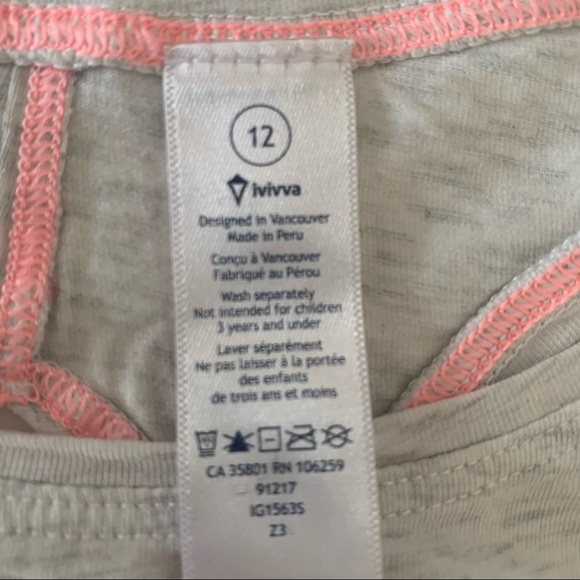 12
ivivva
Designed in Vancouver
Made in Peru
Conçu à Vancouver
Fabriqué au Pérou
Wash separately
Not intended for children
3 years and under
Laver séparément
Ne pas laisser à la portée
des enfants
de trois ans et moins
CA 35801 RN 106259
91217
IG1563S
Z3